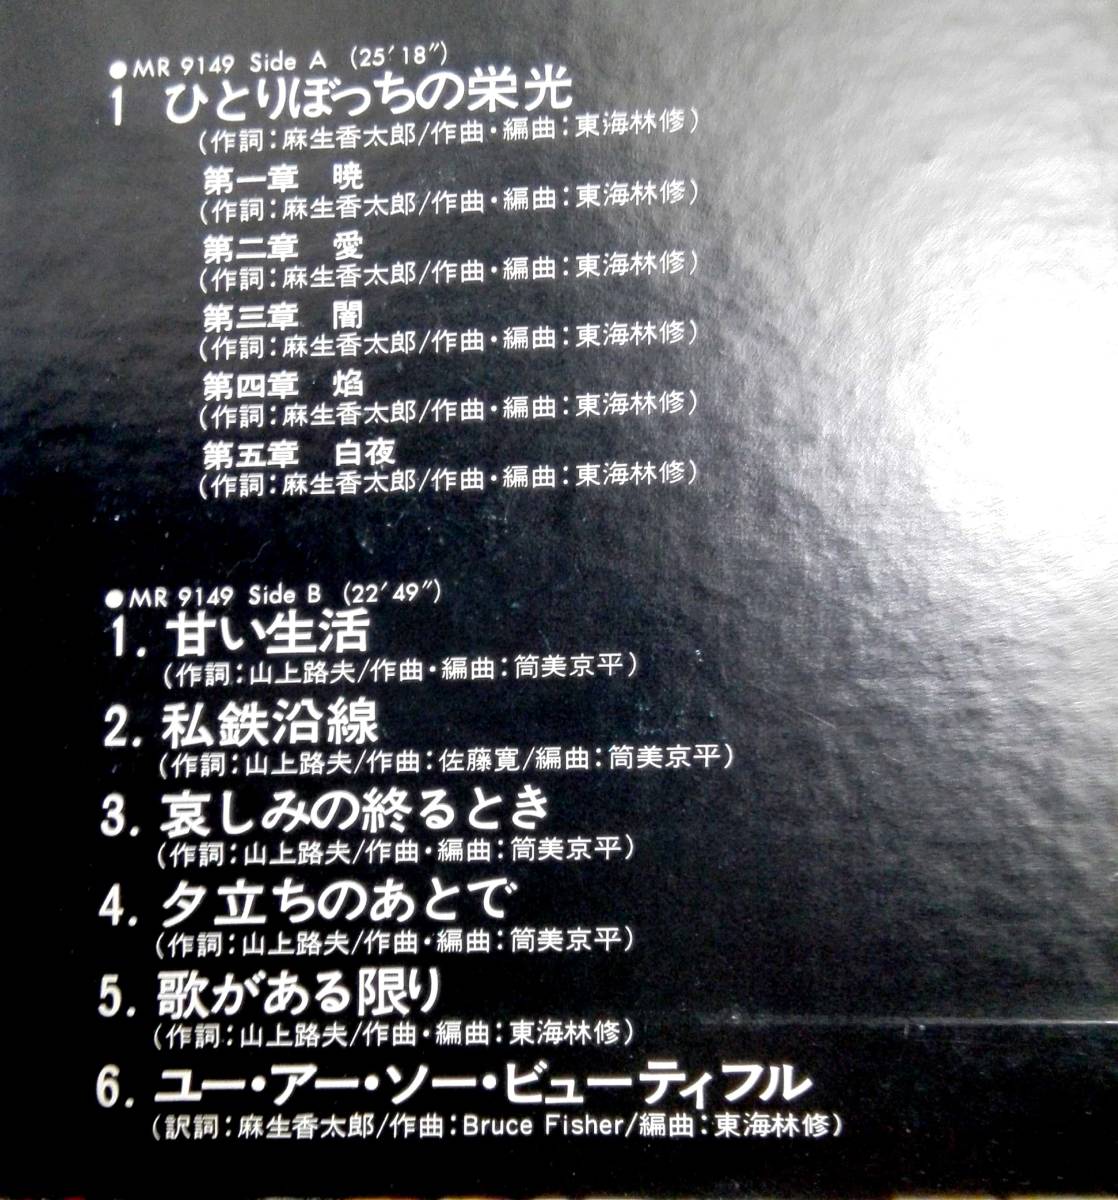 ●MR 9149 Side A (25′18″)
1 ひとりぼっちの栄光
(作詞:麻生香太郎/作曲・編曲:東海林修)
第一章 暁
(作詞:麻生香太郎/作曲・編曲:東海林修)
第二章 愛
(作詞:麻生香太郎/作曲・編曲:東海林修)
第三章 闇
(作詞:麻生香太郎/作曲・編曲:東海林修)
第四章 焔
(作詞:麻生香太郎/作曲・編曲:東海林修)
第五章 白夜
(作詞:麻生香太郎/作曲・編曲:東海林修)
●MR 9149 Side B (22′49″)
1. 甘い生活
(作詞:山上路夫/作曲・編曲:筒美京平)
2. 私鉄沿線
(作詞:山上路夫/作曲:佐藤寛/編曲:筒美京平)
3. 哀しみの終るとき
(作詞:山上路夫/作曲・編曲:筒美京平)
4. 夕立ちのあとで
(作詞:山上路夫/作曲・編曲:筒美京平)
5. 歌がある限り
(作詞:山上路夫/作曲・編曲:東海林修)
6. ユー・アー・ソー・ビューティフル
(訳詞:麻生香太郎/作曲:Bruce Fisher/編曲:東海林修)